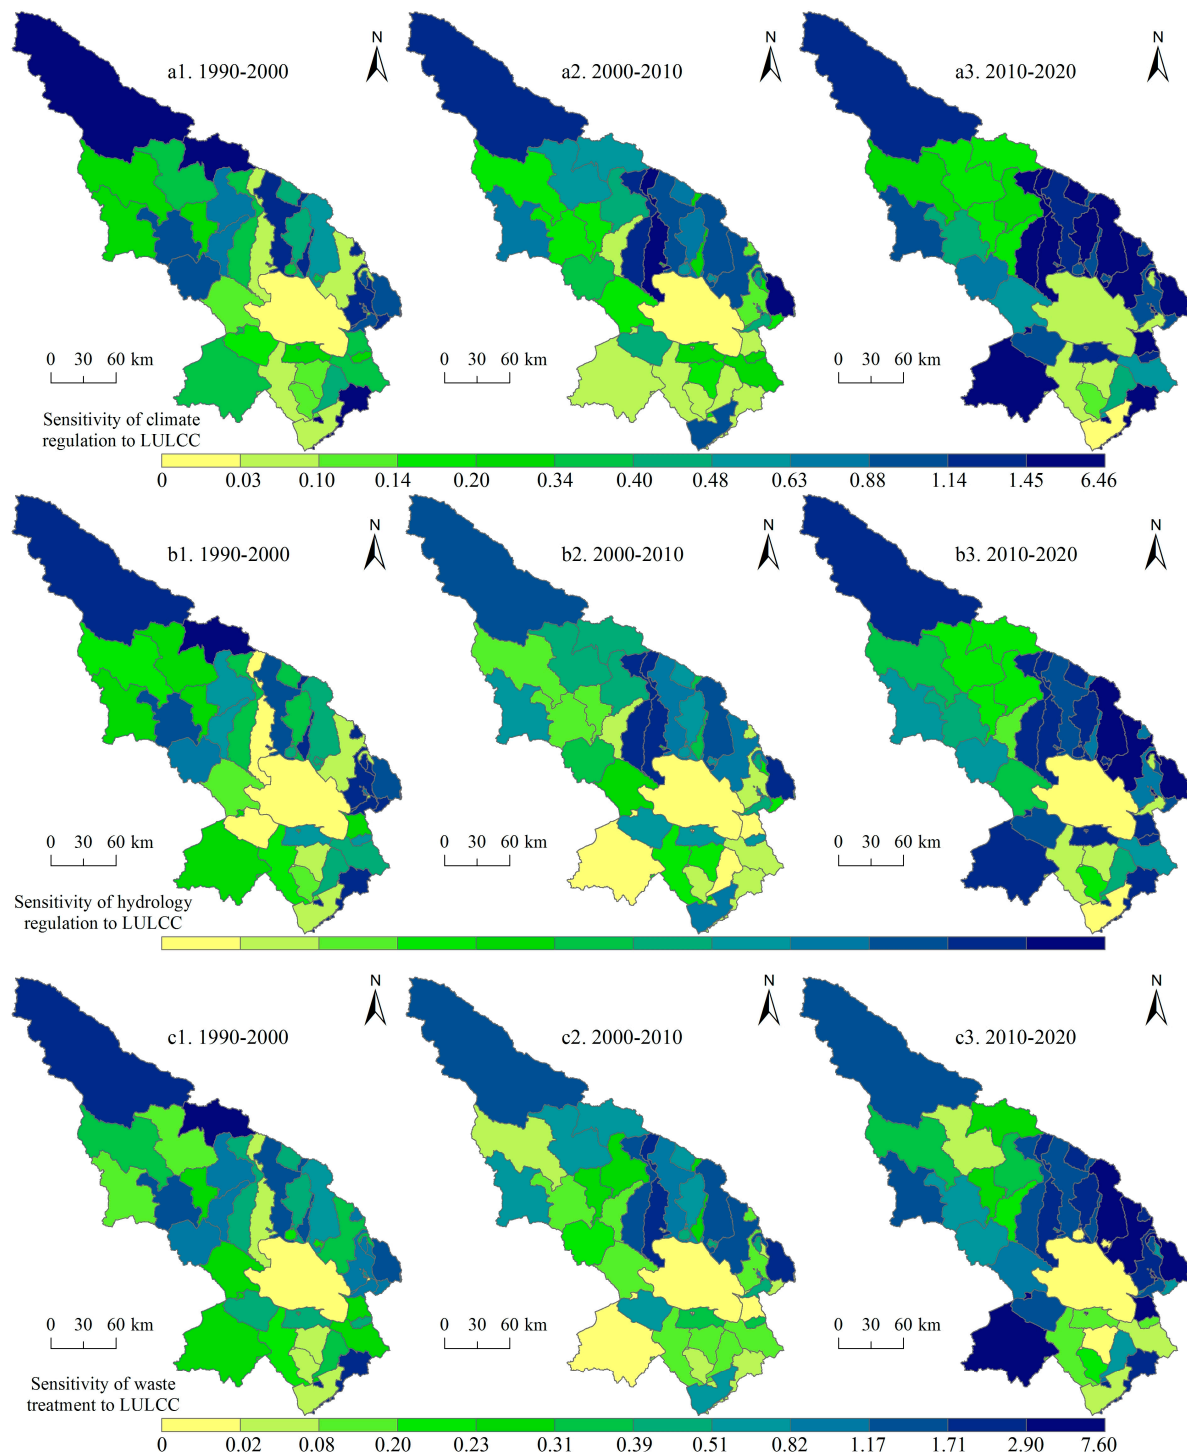 N N N
a1. 1990-2000 a2. 2000-2010 a3. 2010-2020
0 30 60 km 0 30 60 km 0 30 60 km
Sensitivity of climate
regulation to LULCC
0 0.03 0.10 0.14 0.20 0.34 0.40 0.48 0.63 0.88 1.14 1.45 6.46
N N N
b1. 1990-2000 b2. 2000-2010 b3. 2010-2020
0 30 60 km 0 30 60 km 0 30 60 km
Sensitivity of hydrology
regulation to LULCC
N N N
c1. 1990-2000 c2. 2000-2010 c3. 2010-2020
0 30 60 km 0 30 60 km 0 30 60 km
Sensitivity of waste
treatment to LULCC
0 0.02 0.08 0.20 0.23 0.31 0.39 0.51 0.82 1.17 1.71 2.90 7.60